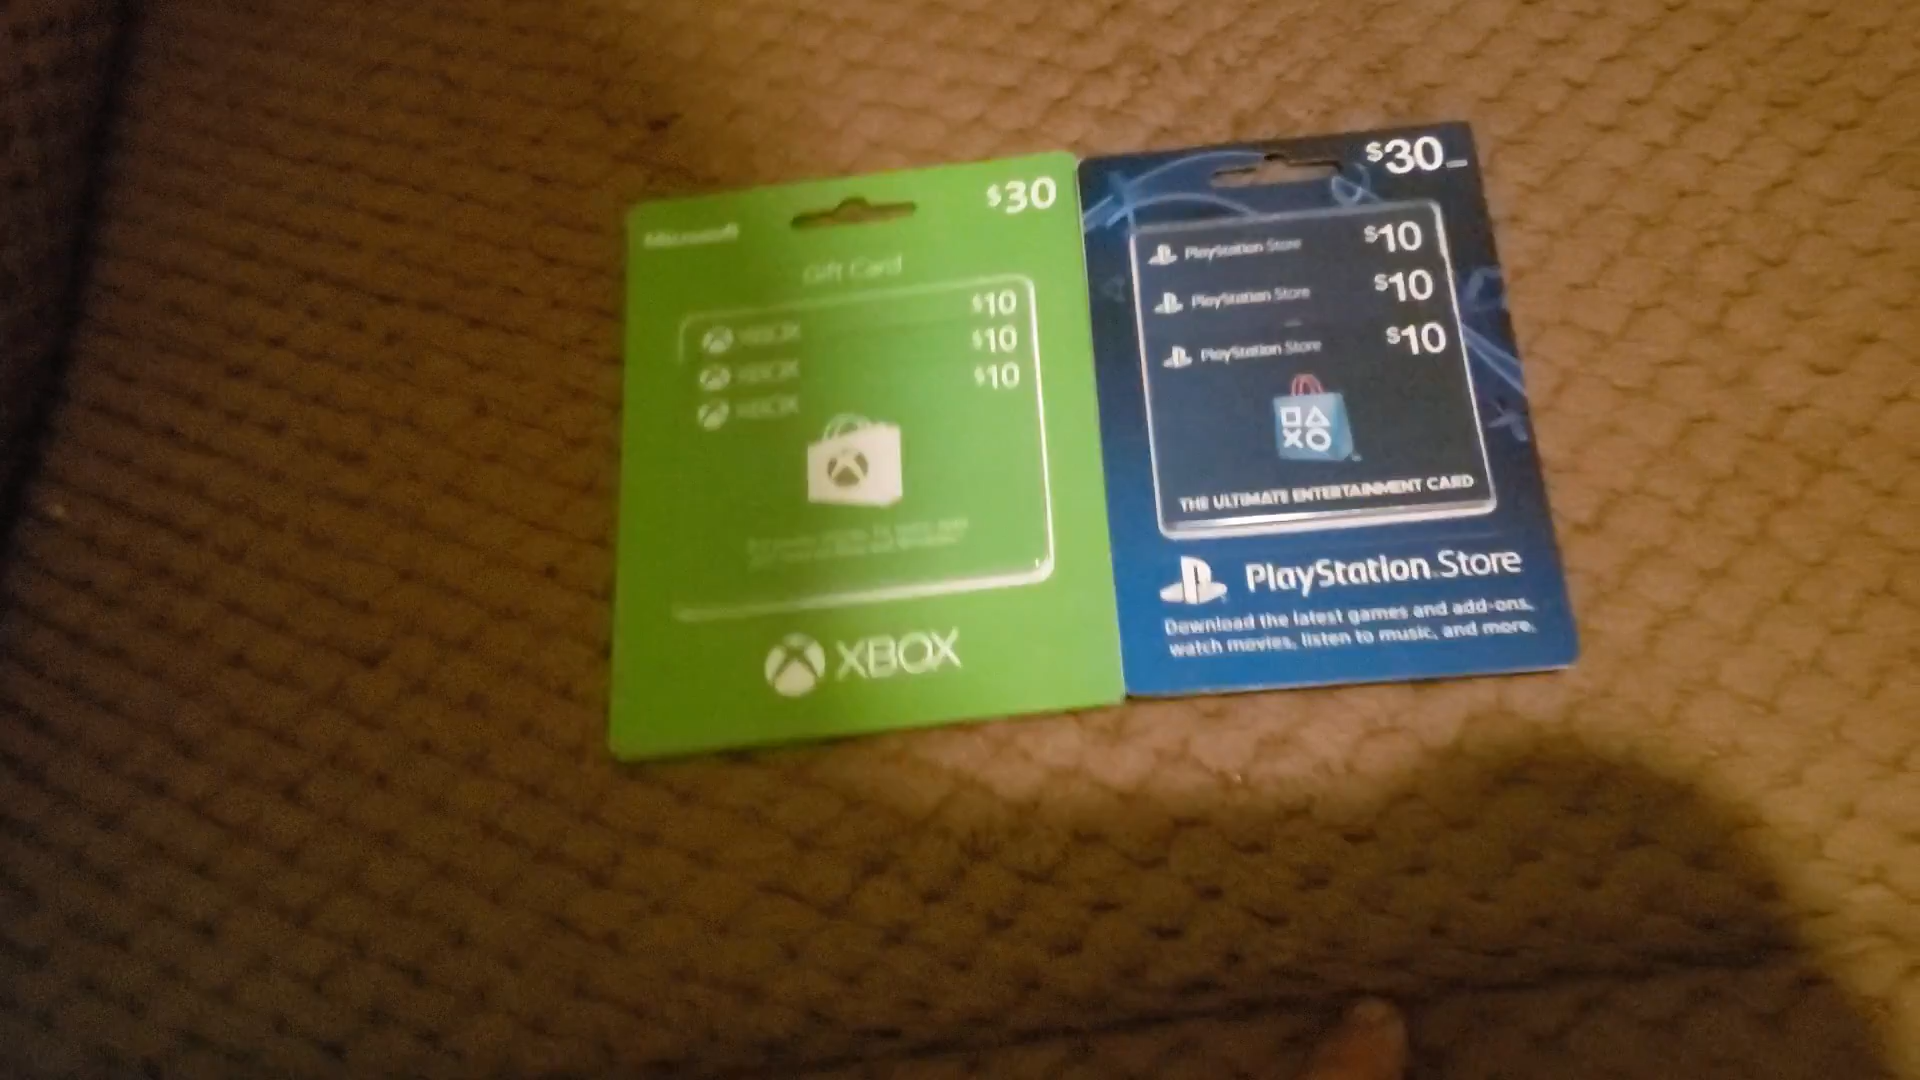 $30
Microsoft
Gift Card
$10
XBOX
$10
XBOX
$10
XBOX
XBOX
$30
PlayStation Store $10
PlayStation Store $10
PlayStation Store $10
THE ULTIMATE ENTERTAINMENT CARD
PlayStation Store
Download the latest games and add-ons,
watch movies, listen to music, and more.